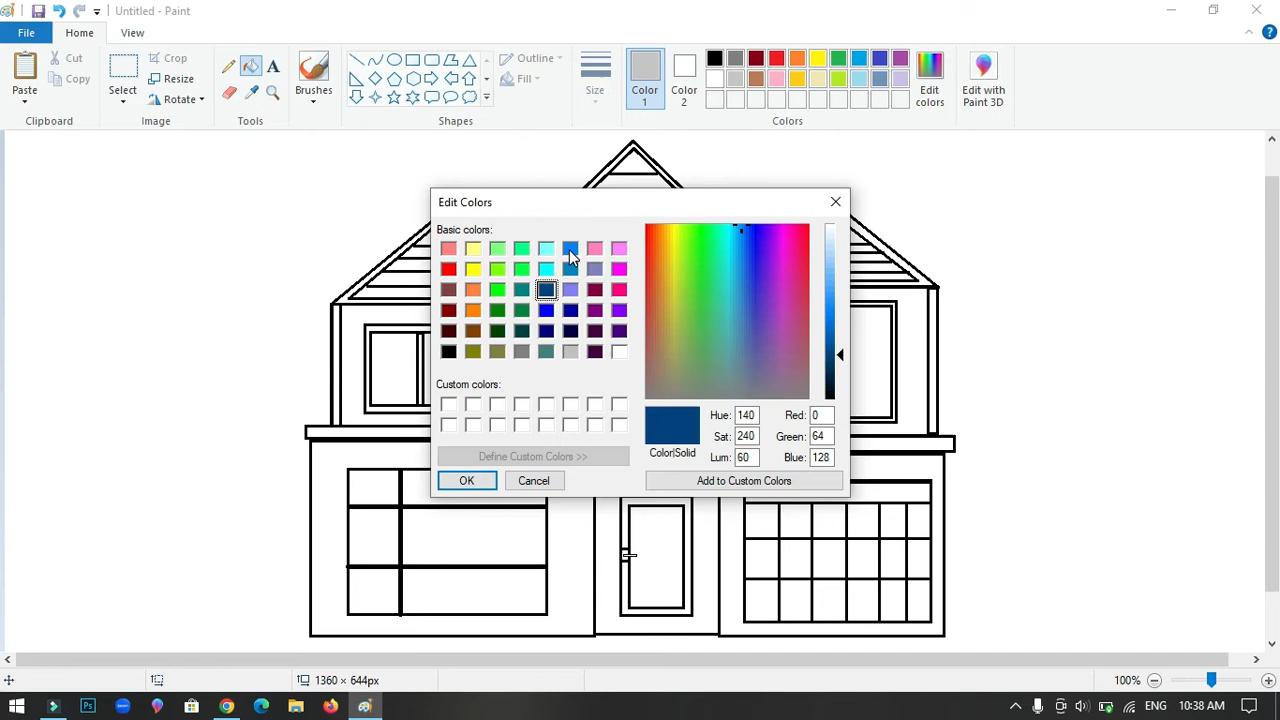 Untitled - Paint
File
Home
View
Paste
Cut
Copy
Clipboard
Select
Crop
Resize
Rotate
Image
Tools
Brushes
Shapes
Outline
Fill
Size
Color 1
Color 2
Edit colors
Colors
Edit with Paint 3D
Edit Colors
Basic colors:
Custom colors:
Define Custom Colors >>
OK
Cancel
Color|Solid
Hue: 140
Sat: 240
Lum: 60
Red: 0
Green: 64
Blue: 128
Add to Custom Colors
1360 × 644px
100%
Ps
zoom
ENG
10:38 AM